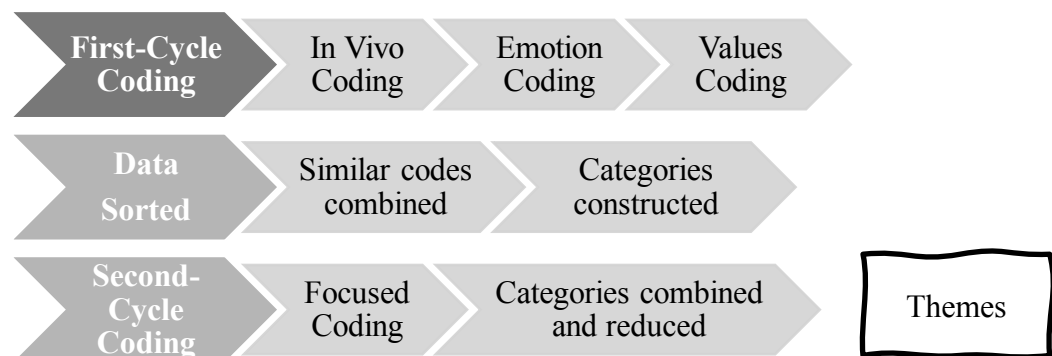 First-Cycle
Coding
In Vivo
Coding
Emotion
Coding
Values
Coding
Data
Sorted
Similar codes
combined
Categories
constructed
Second-
Cycle
Coding
Focused
Coding
Categories combined
and reduced
Themes